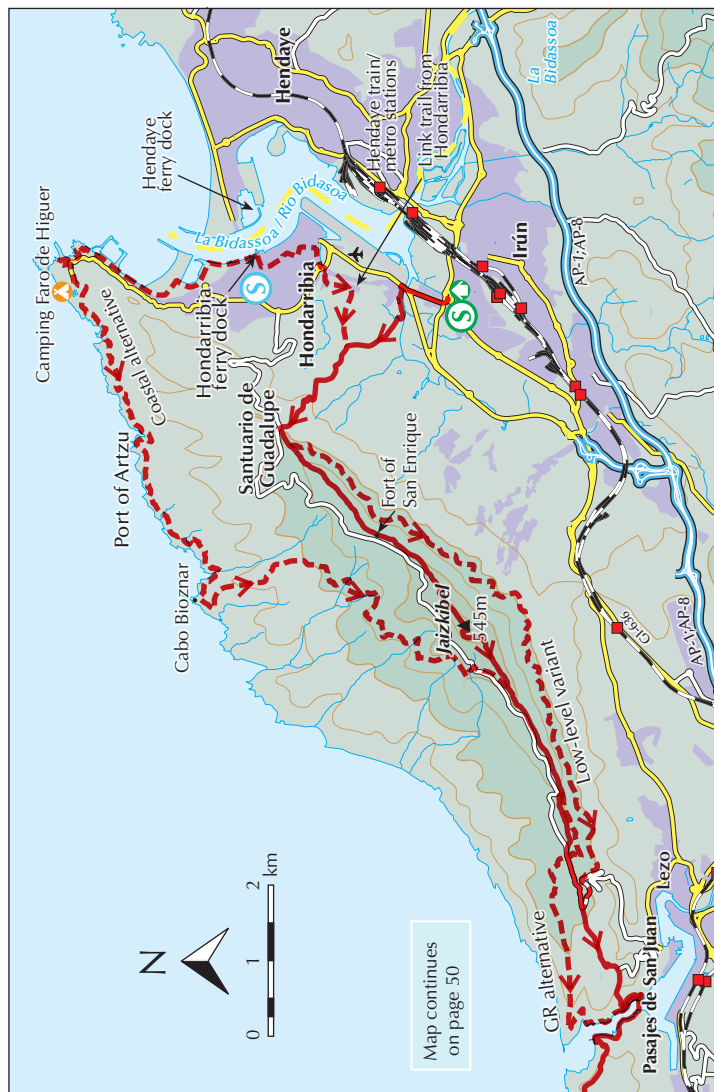 N
0 1 2
km
Map continues
on page 50
Camping Faro de Higuer
Coastal alternative
Port of Artzu
Cabo Bioznar
Hendaye
ferry dock
Hondarribia
ferry dock
La Bidassoa / Rio Bidasoa
S
Hendaye
Hondarribia
Santuario de
Guadalupe
Hendaye train/
métro stations
Link trail from
Hondarribia
Fort of
San Enrique
Jaizkibel
545m
S
Irún
La
Bidassoa
AP-1;AP-8
Low-level variant
GR alternative
Pasajes de San Juan
Lezo
GI-636
AP-1/AP-8